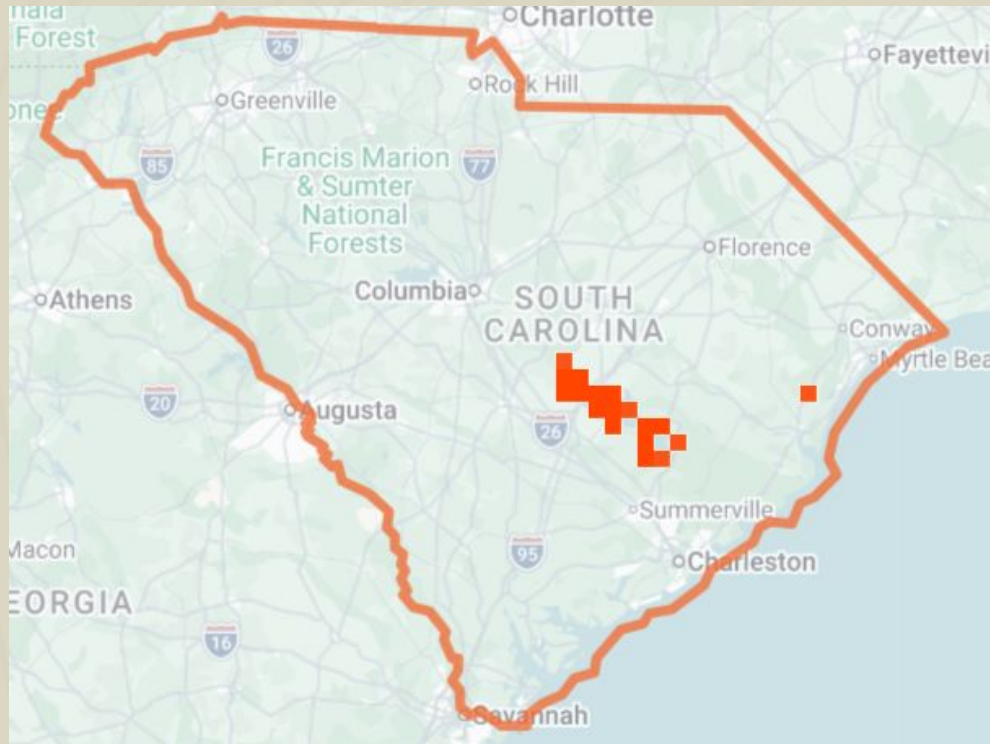 Charlotte
Forest
26
Fayettevi
Rock Hill
Greenville
Francis Marion
& Sumter
National
Forests
85
77
Florence
Columbia
Athens
SOUTH
CAROLINA
Conway
Myrtle Bea
20
Augusta
26
Summerville
Macon
95
Charleston
EORGIA
16
Savannah